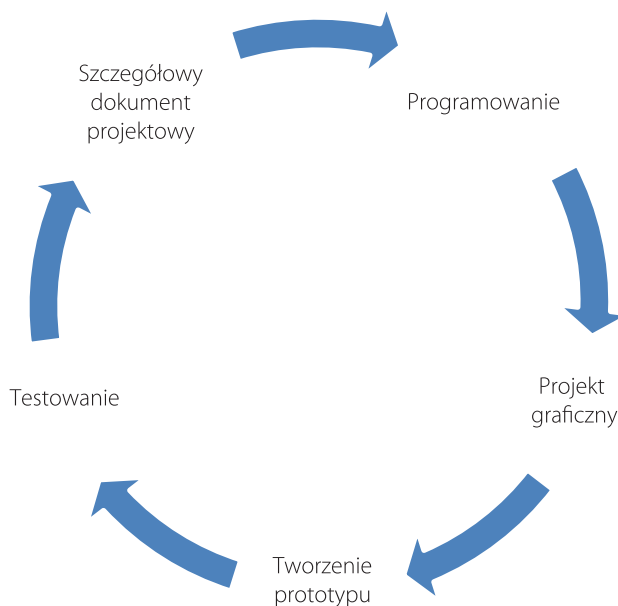 Szczegółowy
dokument
projektowy
Programowanie
Projekt
graficzny
Tworzenie
prototypu
Testowanie